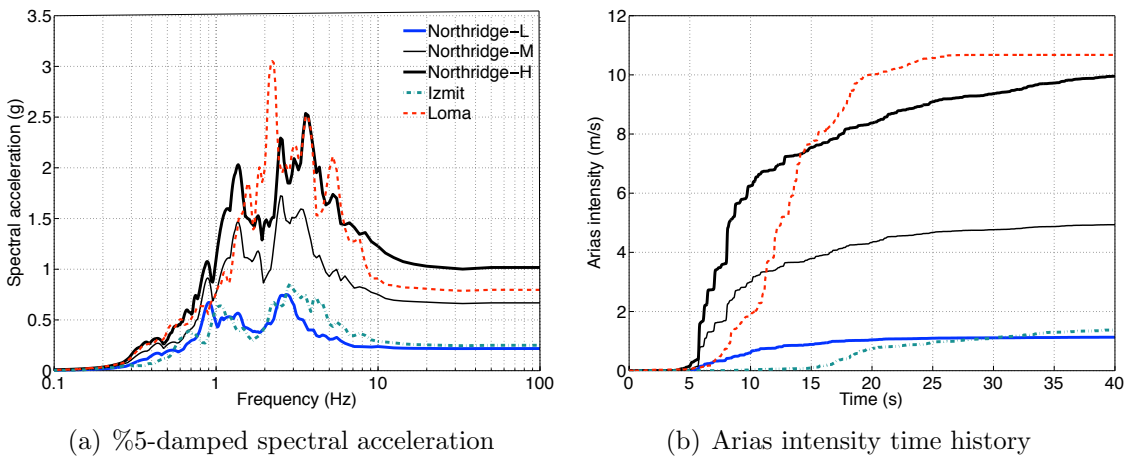 3.5
3
2.5
2
1.5
1
0.5
0
0.1
1
10
100
Spectral acceleration (g)
Frequency (Hz)
Northridge−L
Northridge−M
Northridge−H
Izmit
Loma
(a) %5-damped spectral acceleration
12
10
8
6
4
2
0
0
5
10
15
20
25
30
35
40
Arias intensity (m/s)
Time (s)
(b) Arias intensity time history